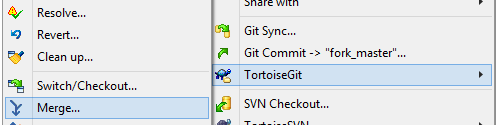 Resolve...
Revert...
Clean up...
Switch/Checkout...
Merge...
Share with
Git Sync...
Git Commit -> "fork_master"...
TortoiseGit
SVN Checkout...
TortoiseSVN